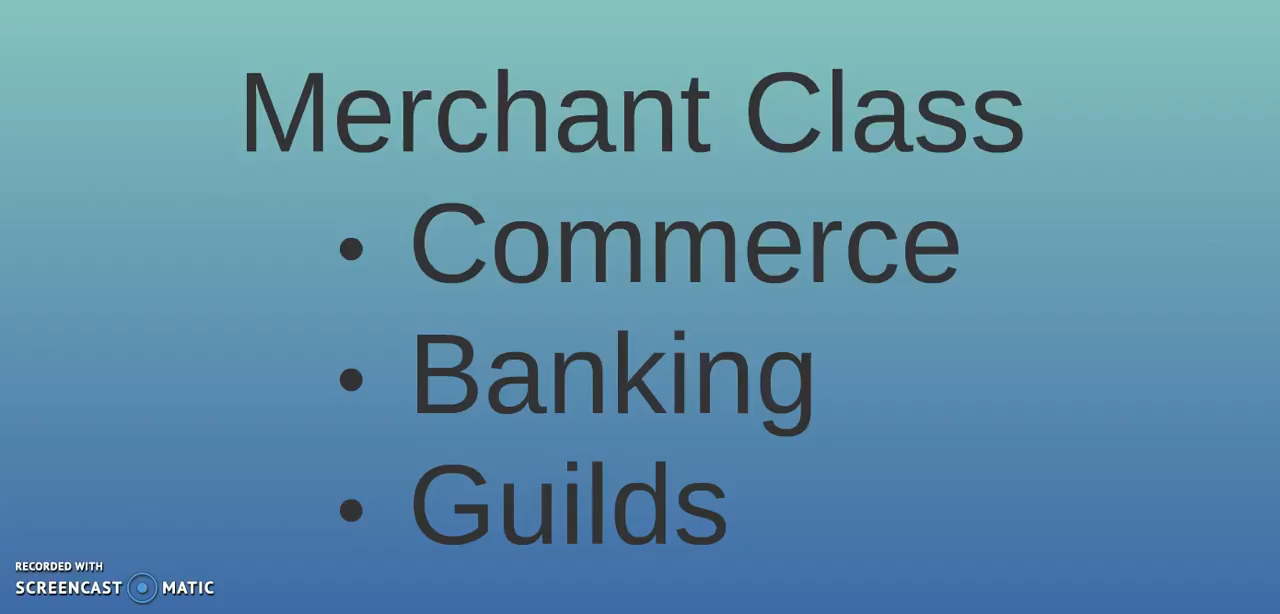 Merchant Class
• Commerce
• Banking
• Guilds
RECORDED WITH
SCREENCAST MATIC